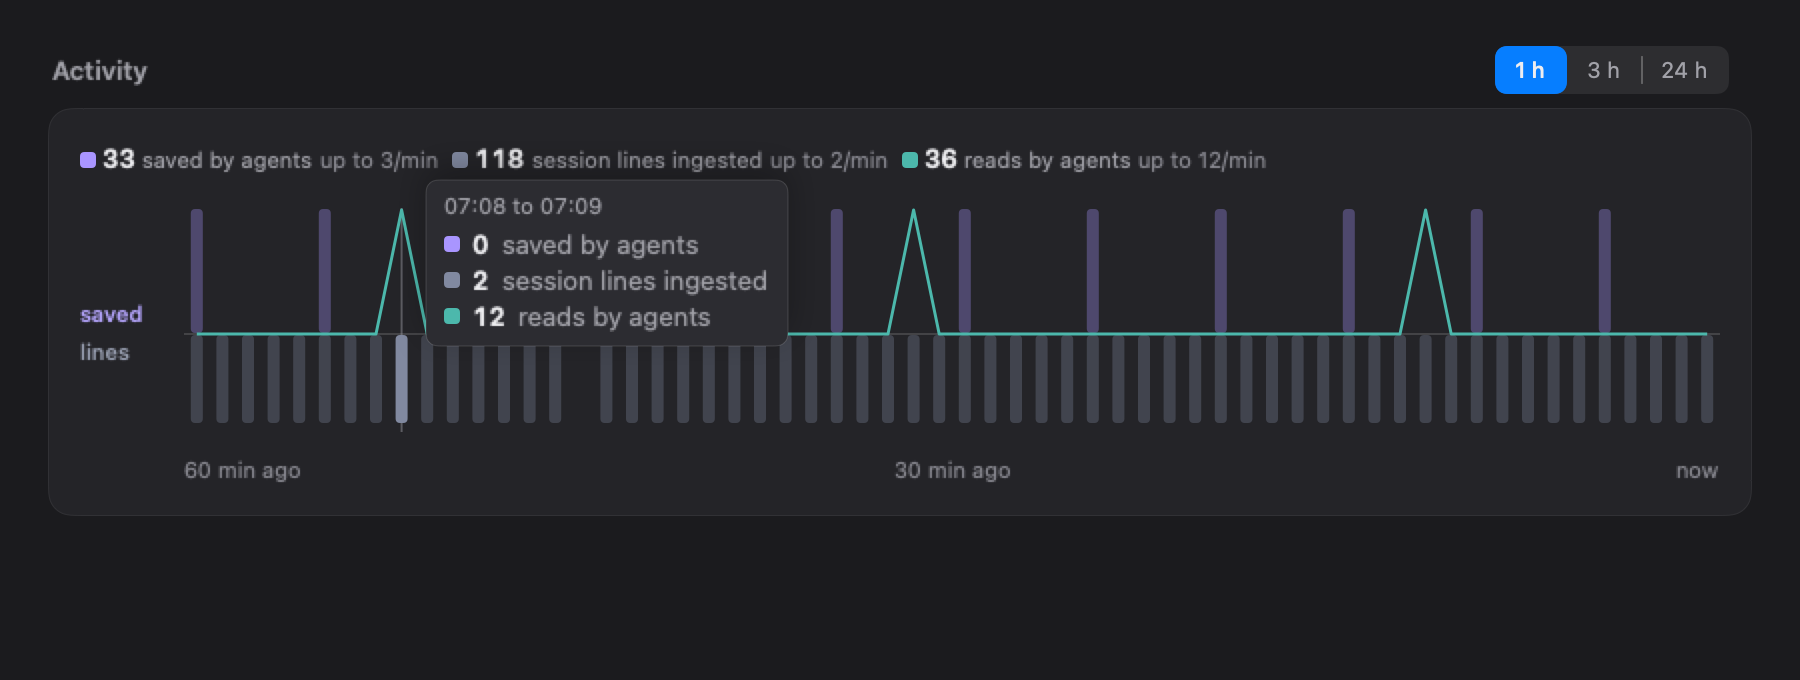 Activity
1 h 3 h 24 h
33 saved by agents up to 3/min 118 session lines ingested up to 2/min 36 reads by agents up to 12/min
07:08 to 07:09
0 saved by agents
2 session lines ingested
12 reads by agents
saved
lines
60 min ago 30 min ago now